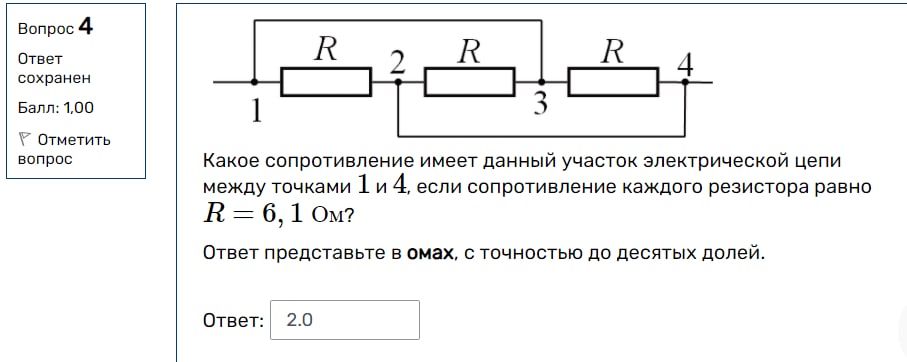 Вопрос 4
Ответ
сохранен
Балл: 1,00
Отметить
вопрос
R
R
R
2
4
1
3
Какое сопротивление имеет данный участок электрической цепи
между точками 1 и 4, если сопротивление каждого резистора равно
R = 6, 1 Ом?
Ответ представьте в омах, с точностью до десятых долей.
Ответ: 2.0